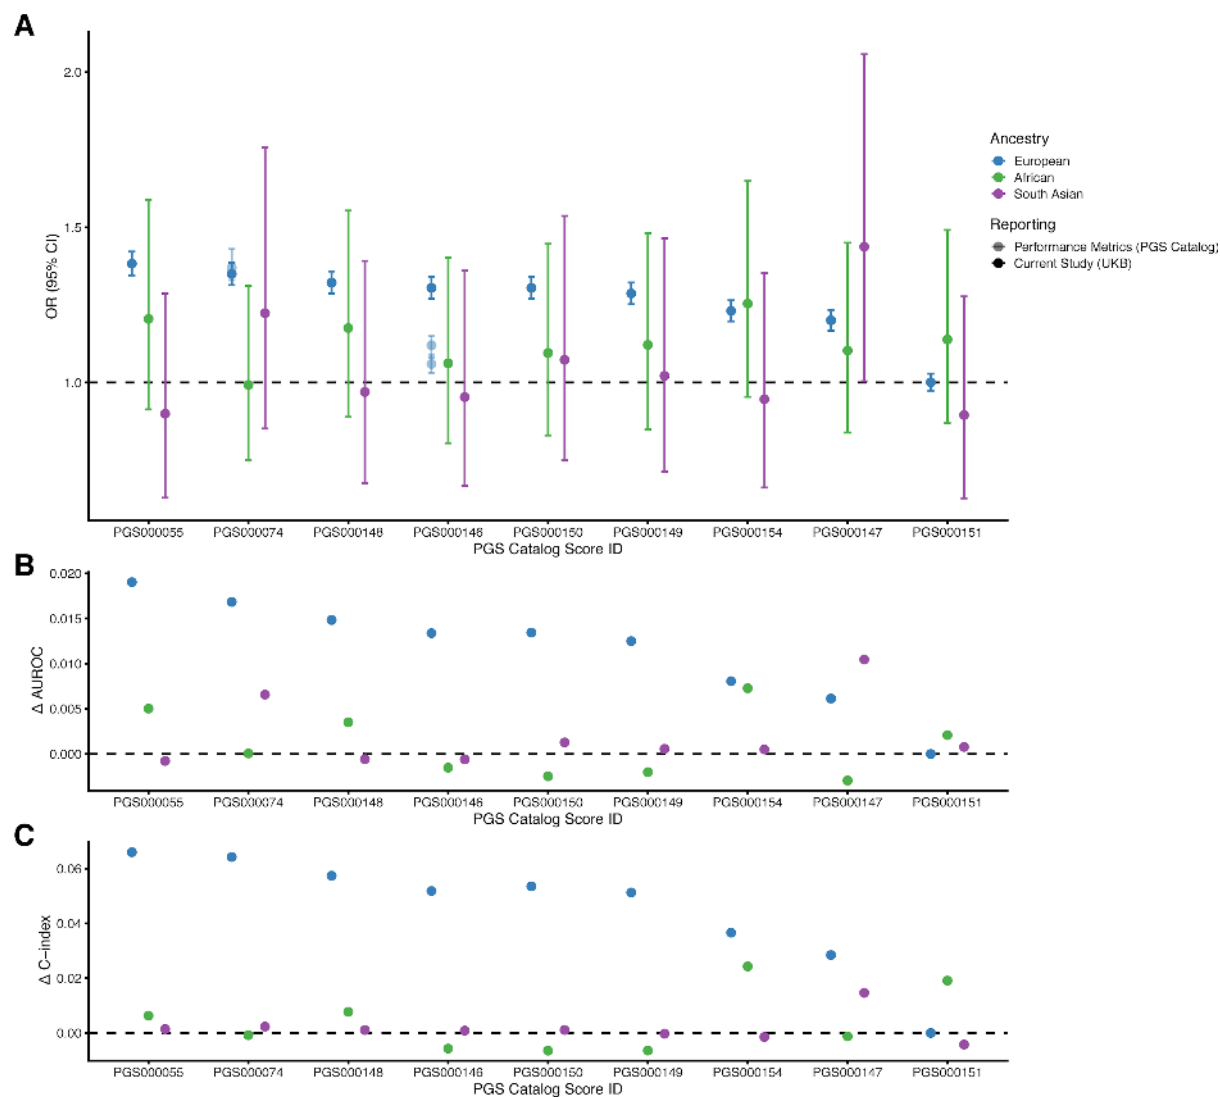 A
2.0
1.5
1.0
OR (95% CI)
PGS000055 PGS000074 PGS000148 PGS000146 PGS000150 PGS000149 PGS000154 PGS000147 PGS000151
PGS Catalog Score ID
Ancestry
European
African
South Asian
Reporting
Performance Metrics (PGS Catalog)
Current Study (UKB)
B
0.020
0.015
0.010
0.005
0.000
Δ AUROC
PGS000055 PGS000074 PGS000148 PGS000146 PGS000150 PGS000149 PGS000154 PGS000147 PGS000151
PGS Catalog Score ID
C
0.06
0.04
0.02
0.00
Δ C−index
PGS000055 PGS000074 PGS000148 PGS000146 PGS000150 PGS000149 PGS000154 PGS000147 PGS000151
PGS Catalog Score ID